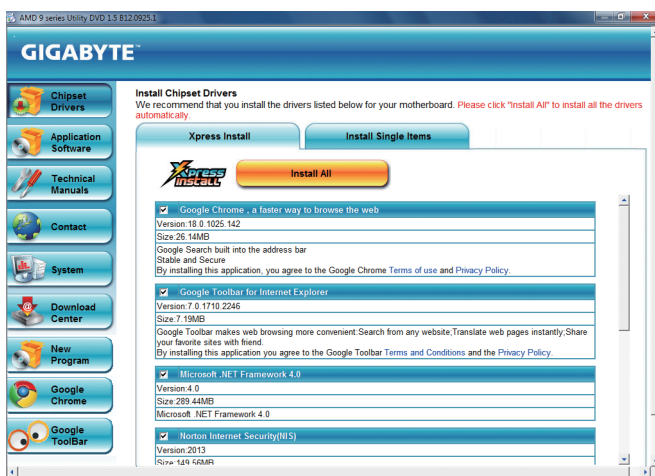 AMD 9 series Utility DVD 1.5 B12.0925.1
GIGABYTE™
Chipset
Drivers
Application
Software
Technical
Manuals
Contact
System
Download
Center
New
Program
Google
Chrome
Google
ToolBar
Install Chipset Drivers
We recommend that you install the drivers listed below for your motherboard. Please click "Install All" to install all the drivers
automatically.
Xpress Install
Install Single Items
Xpress
Install
Install All
Google Chrome , a faster way to browse the web
Version:18.0.1025.142
Size:26.14MB
Google Search built into the address bar
Stable and Secure
By installing this application, you agree to the Google Chrome Terms of use and Privacy Policy.
Google Toolbar for Internet Explorer
Version:7.0.1710.2246
Size:7.19MB
Google Toolbar makes web browsing more convenient:Search from any website;Translate web pages instantly;Share
your favorite sites with friend.
By installing this application you agree to the Google Toolbar Terms and Conditions and the Privacy Policy.
Microsoft .NET Framework 4.0
Version:4.0
Size:289.44MB
Microsoft .NET Framework 4.0
Norton Internet Security(NIS)
Version:2013
Size:149.56MB